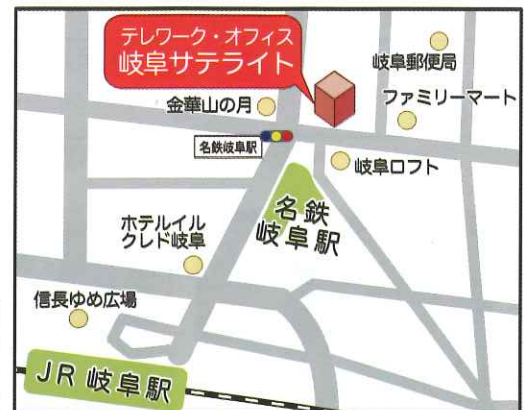 テレワーク・オフィス
岐阜サテライト
岐阜郵便局
ファミリーマート
金華山の月
名鉄岐阜駅
岐阜ロフト
名鉄
岐阜駅
ホテルイル
クレド岐阜
信長ゆめ広場
JR岐阜駅